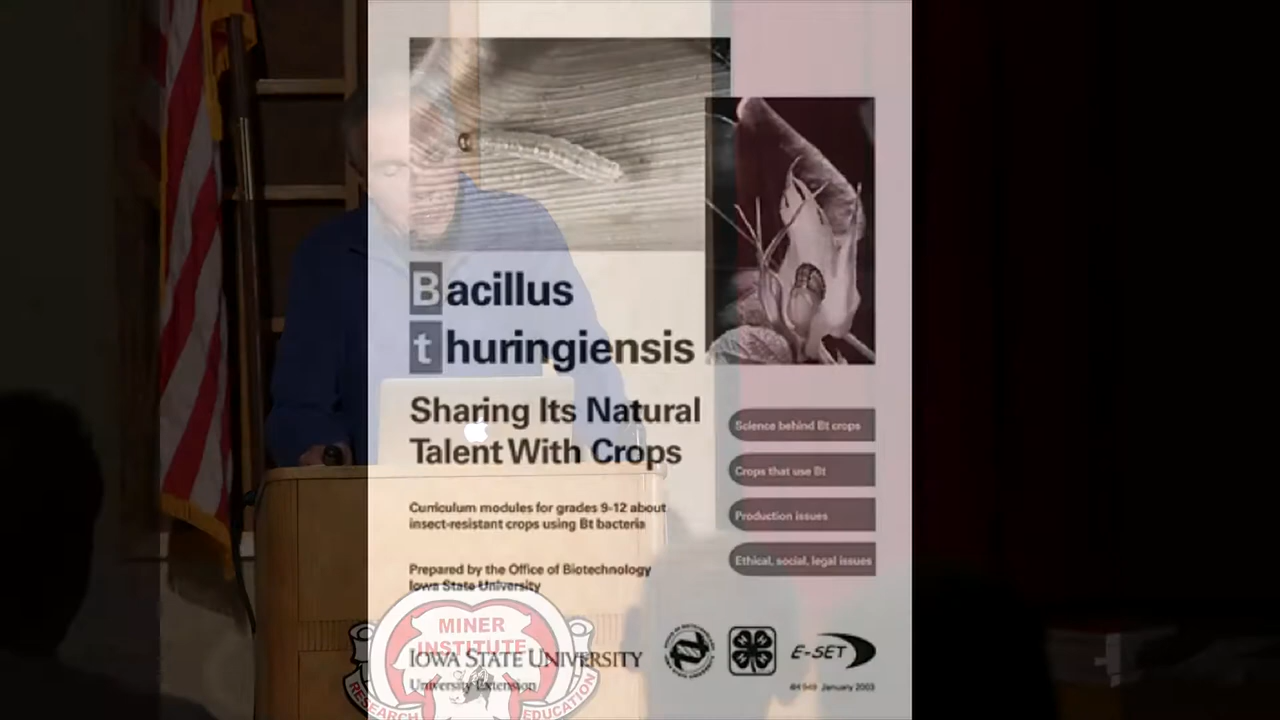 Bacillus
thuringiensis
Sharing Its Natural
Talent With Crops
Science behind Bt crops
Crops that use Bt
Production issues
Ethical, social, legal issues
Curriculum modules for grades 9-12 about
insect-resistant crops using Bt bacteria
Prepared by the Office of Biotechnology
Iowa State University
IOWA STATE UNIVERSITY
University Extension
E-SET
January 2003
MINER
INSTITUTE
RESEARCH
EDUCATION